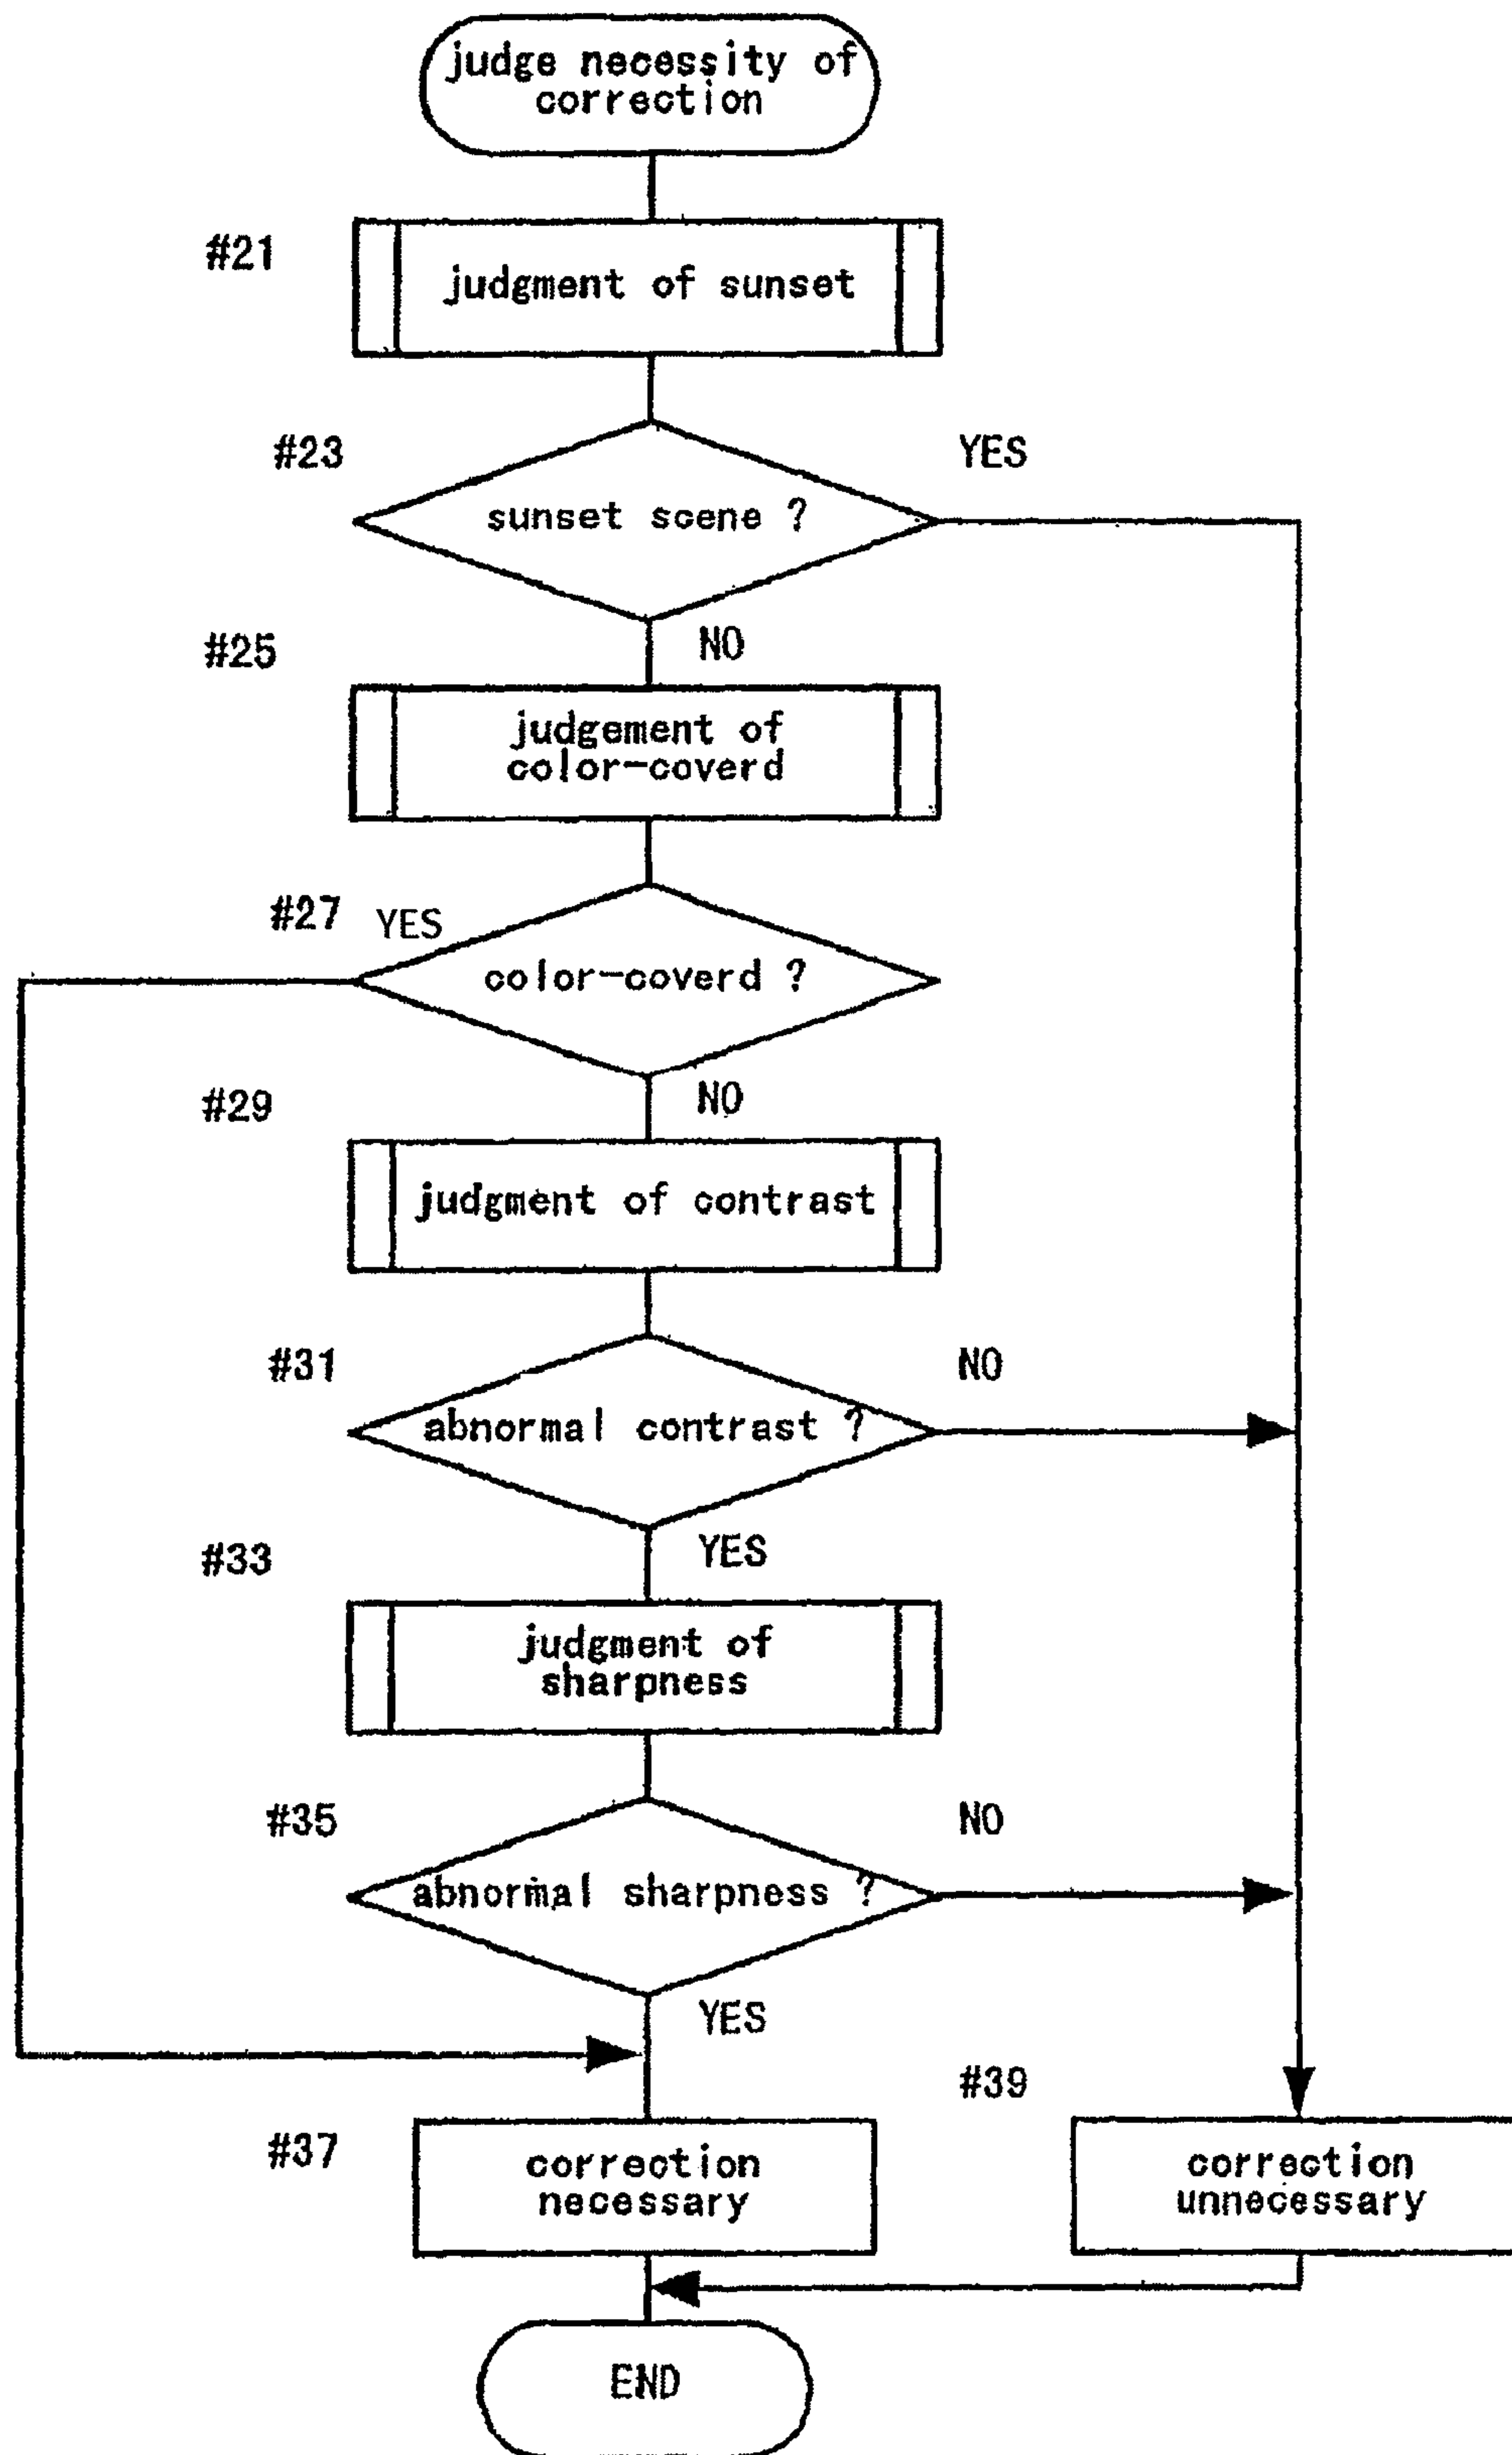 judge necessity of
correction
#21
judgment of sunset
#23
YES
sunset scene ?
NO
#25
judgement of
color-coverd
#27
YES
color-coverd ?
NO
#29
judgment of contrast
#31
NO
abnormal contrast ?
YES
#33
judgment of
sharpness
#35
NO
abnormal sharpness ?
YES
#39
#37
correction
necessary
correction
unnecessary
END